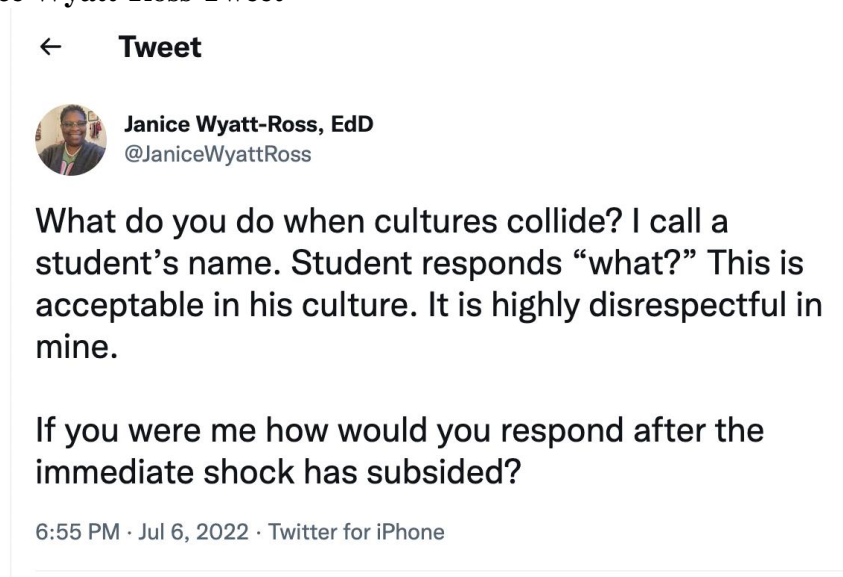 Tweet
Janice Wyatt-Ross, EdD
@JaniceWyattRoss
What do you do when cultures collide? I call a
student’s name. Student responds “what?” This is
acceptable in his culture. It is highly disrespectful in
mine.
If you were me how would you respond after the
immediate shock has subsided?
6:55 PM · Jul 6, 2022 · Twitter for iPhone